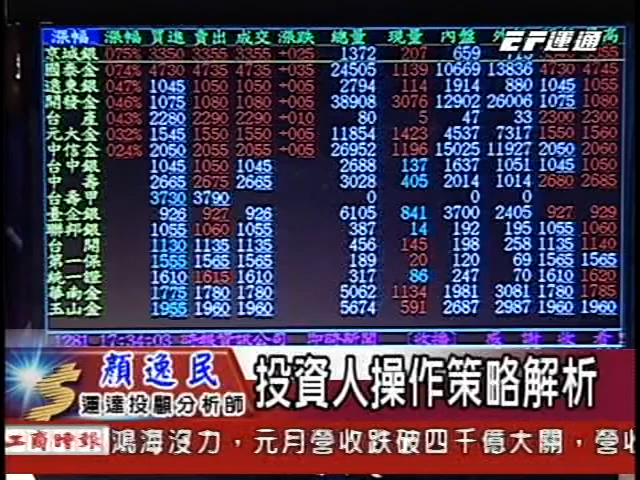 EF運通
漲幅 漲幅 買進 賣出 成交 漲跌 總量 現量 內盤 外 高
京城銀 075% 3350 3355 3355 +025 1372 207 659
國泰金 074% 4730 4735 4735 +035 24505 1139 10669 13836 4730 4745
遠東銀 047% 1045 1050 1050 +005 2794 114 1914 880 1045 1055
開發金 046% 1075 1080 1080 +005 38908 3076 12902 26006 1075 1080
台產 043% 2280 2290 2290 +010 80 5 47 33 2300 2300
元大金 032% 1545 1550 1550 +005 11854 1423 4537 7317 1550 1560
中信金 024% 2050 2055 2055 +005 26952 1196 15025 11927 2050 2060
台中銀 1045 1050 1045 2688 137 1637 1051 1045 1050
中壽 2665 2675 2665 3028 405 2014 1014 2680 2685
台壽甲 3730 3790 0 0 0
臺企銀 926 927 926 6105 841 3700 2405 927 929
聯邦銀 1055 1060 1055 387 14 192 195 1055 1060
台開 1130 1135 1135 456 145 198 258 1135 1140
第一保 1555 1565 1565 189 20 120 69 1565 1565
統一證 1610 1615 1610 317 86 247 70 1610 1620
華南金 1775 1780 1780 5062 1134 1981 3081 1780 1785
玉山金 1955 1960 1960 5674 591 2687 2987 1960 1960
顏逸民
運達投顧分析師
投資人操作策略解析
工商時報 鴻海沒力，元月營收跌破四千億大關，營收